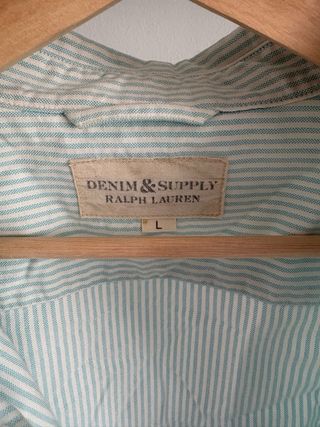 DENIM & SUPPLY
RALPH LAUREN
L